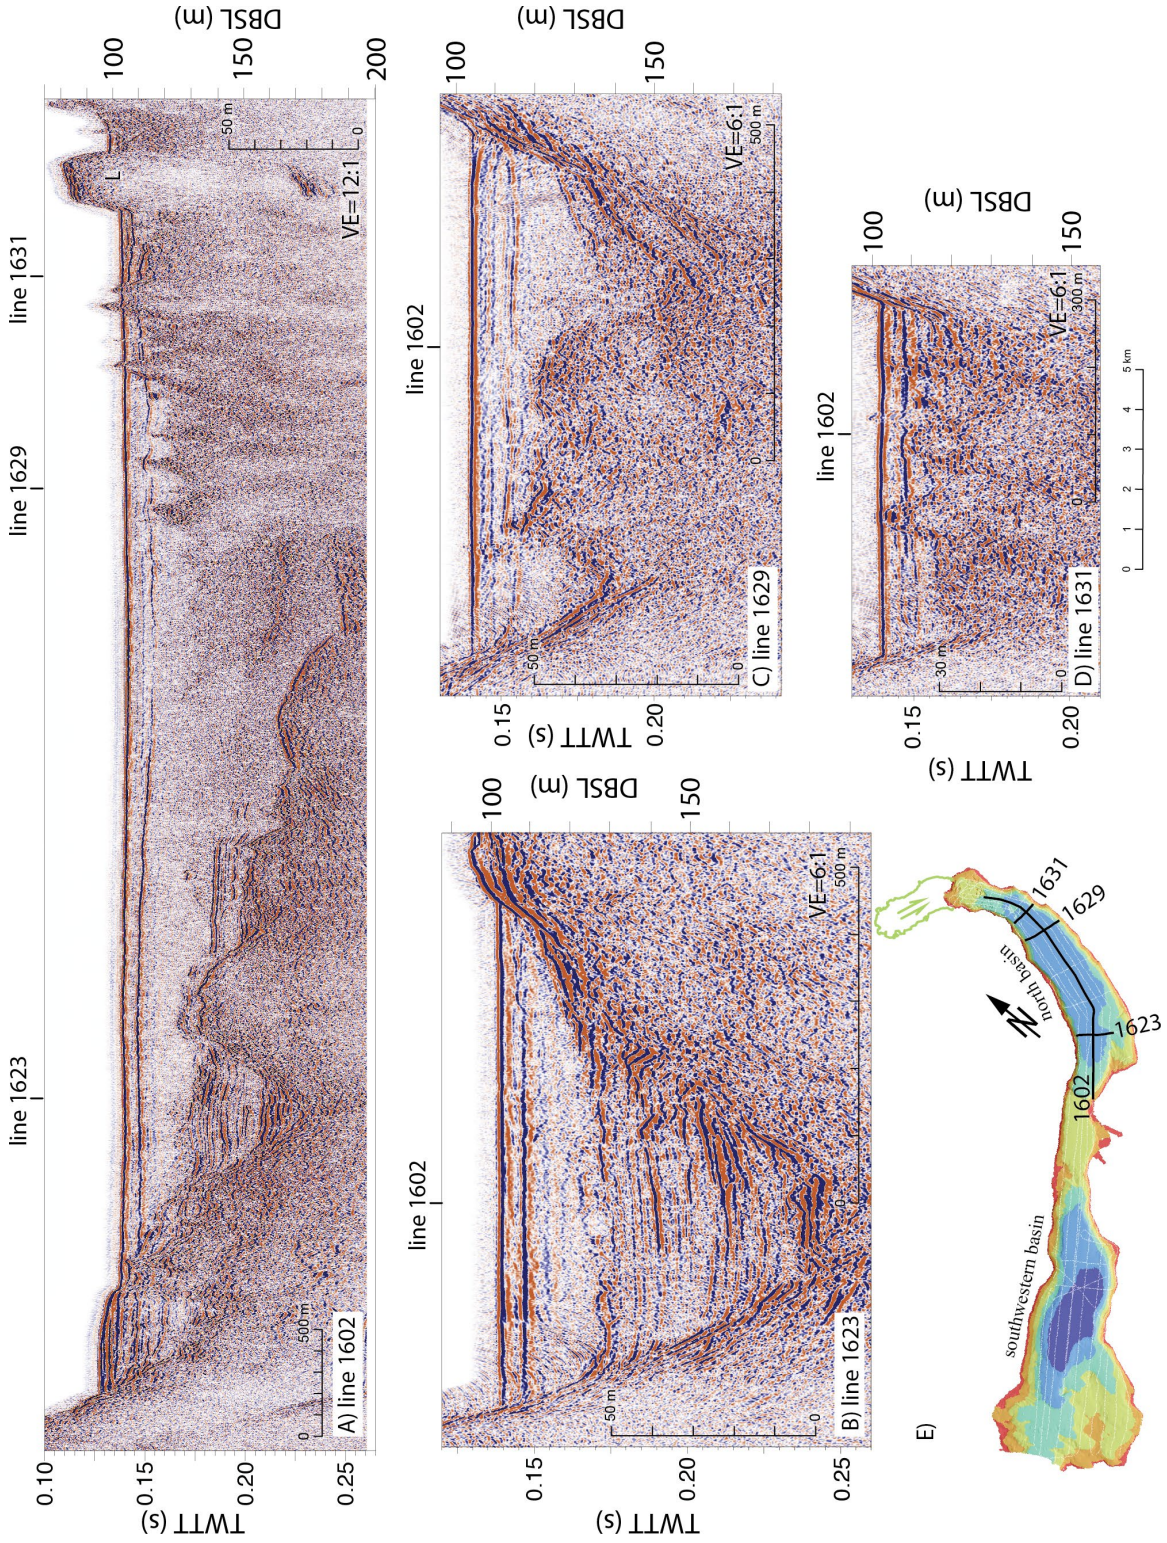 line 1623
line 1629
line 1631
0.10
0.15
0.20
0.25
TWTT
(s)
DBSL
(m)
100
150
200
L
50 m
0
VE=12:1
0
500 m
A) line 1602
line 1602
0.15
0.20
0.25
TWTT
(s)
DBSL
(m)
100
150
50 m
0
VE=6:1
0
500 m
B) line 1623
line 1602
0.15
0.20
TWTT
(s)
DBSL
(m)
100
150
50 m
0
VE=6:1
0
500 m
C) line 1629
line 1602
0.15
0.20
TWTT
(s)
DBSL
(m)
100
150
30 m
0
VE=6:1
0
300 m
D) line 1631
0 1 2 3 4 5 km
E)
southwestern basin
north basin
N
1602
1623
1629
1631